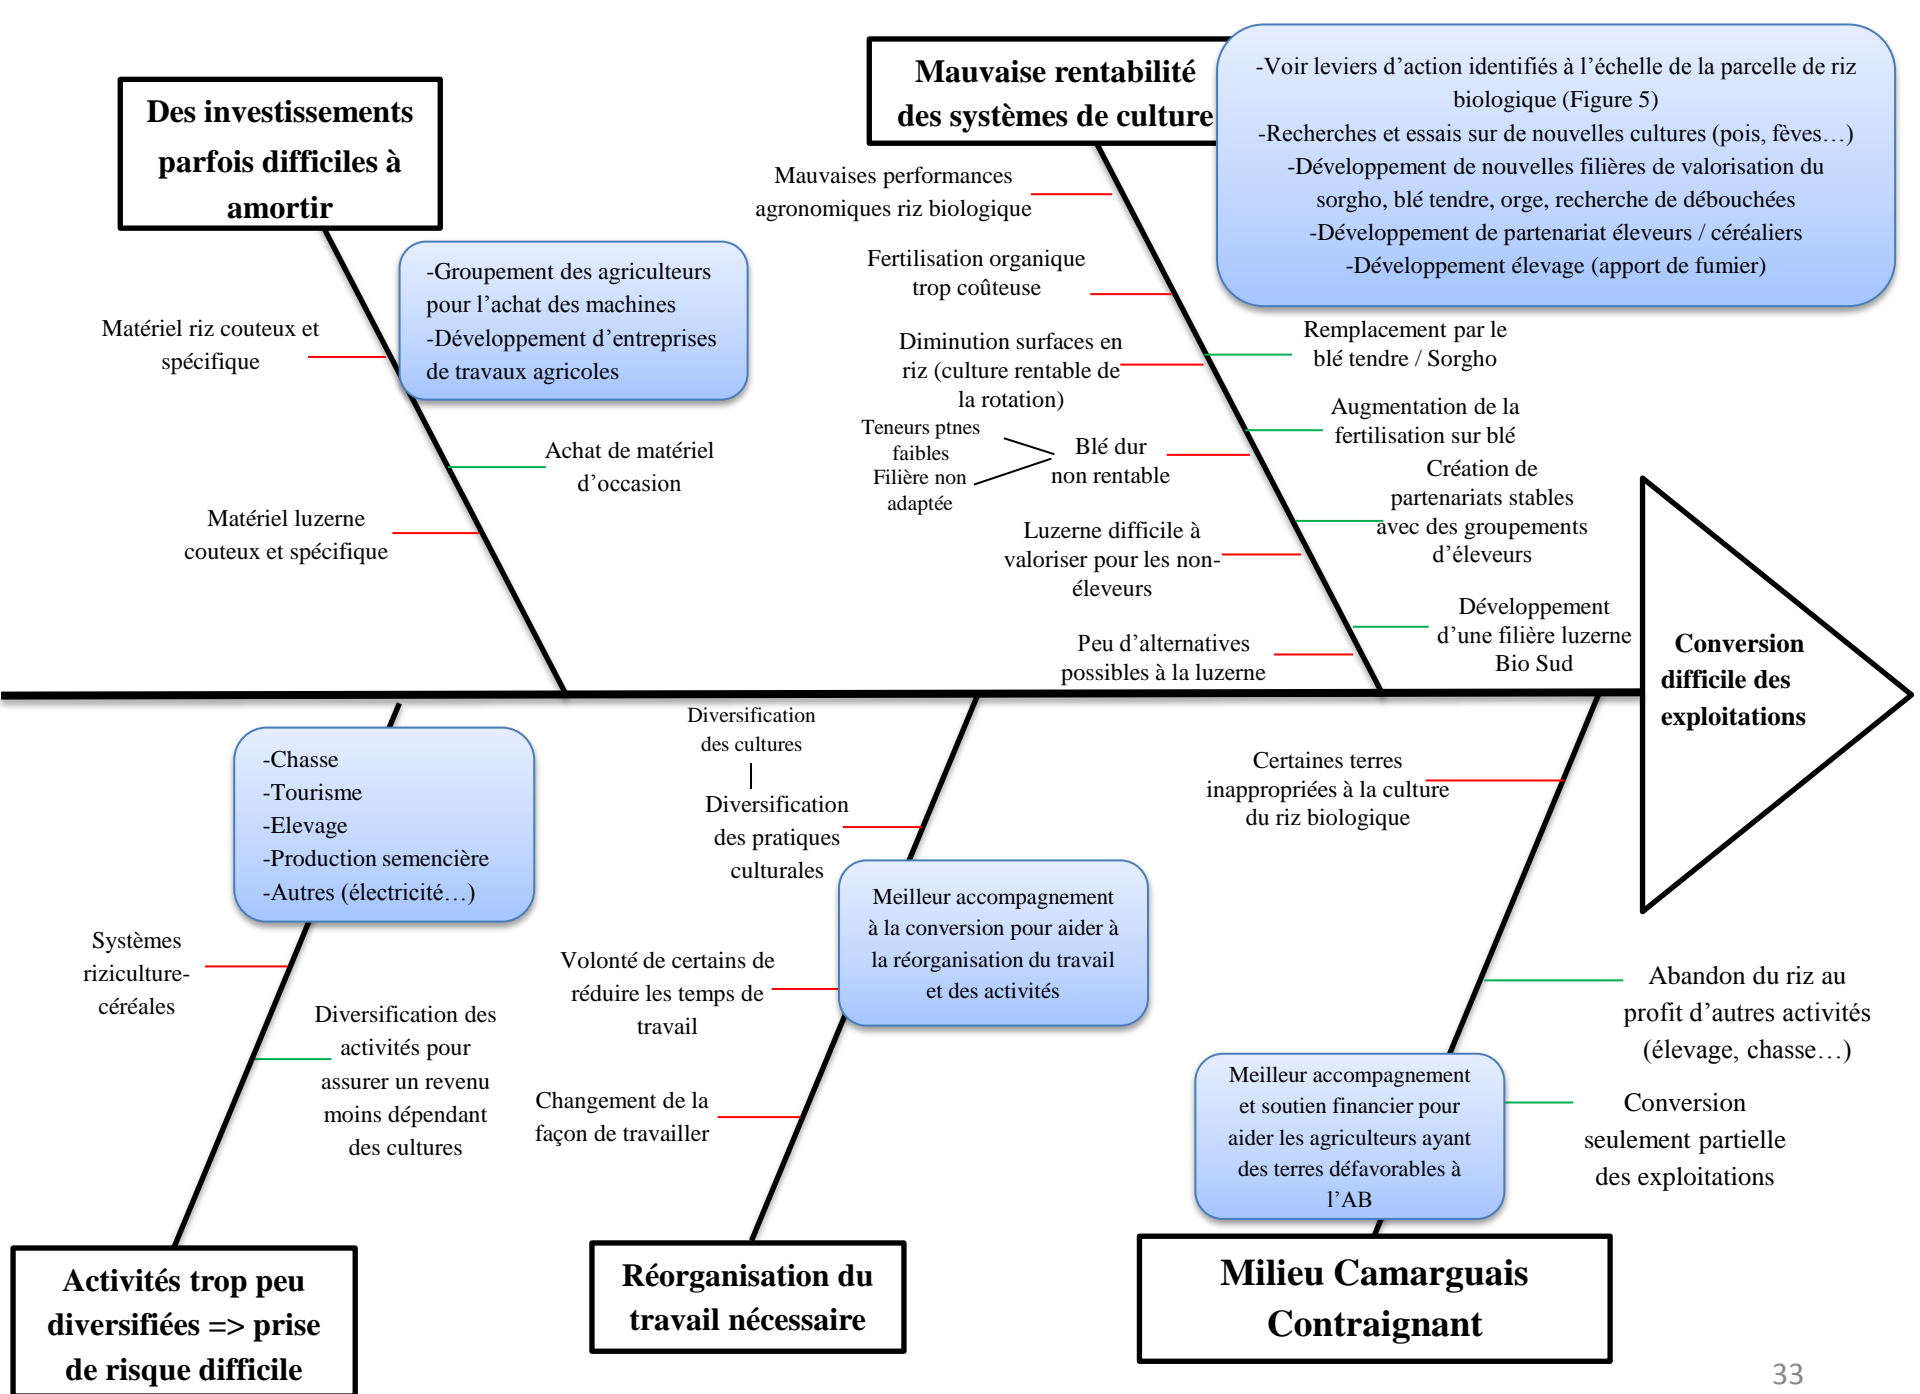 Des investissements
parfois difficiles à
amortir
Mauvaise rentabilité
des systèmes de culture
-Voir leviers d’action identifiés à l’échelle de la parcelle de riz
biologique (Figure 5)
-Recherches et essais sur de nouvelles cultures (pois, fèves…)
-Développement de nouvelles filières de valorisation du
sorgho, blé tendre, orge, recherche de débouchées
-Développement de partenariat éleveurs / céréaliers
-Développement élevage (apport de fumier)
-Groupement des agriculteurs
pour l’achat des machines
-Développement d’entreprises
de travaux agricoles
Matériel riz couteux et
spécifique
Achat de matériel
d’occasion
Matériel luzerne
couteux et spécifique
Mauvaises performances
agronomiques riz biologique
Fertilisation organique
trop coûteuse
Diminution surfaces en
riz (culture rentable de
la rotation)
Teneurs ptnes
faibles
Filière non
adaptée
Blé dur
non rentable
Luzerne difficile à
valoriser pour les non-
éleveurs
Peu d’alternatives
possibles à la luzerne
Remplacement par le
blé tendre / Sorgho
Augmentation de la
fertilisation sur blé
Création de
partenariats stables
avec des groupements
d’éleveurs
Développement
d’une filière luzerne
Bio Sud
Conversion
difficile des
exploitations
-Chasse
-Tourisme
-Elevage
-Production semencière
-Autres (électricité…)
Systèmes
riziculture-
céréales
Diversification des
activités pour
assurer un revenu
moins dépendant
des cultures
Diversification
des cultures
Diversification
des pratiques
culturales
Meilleur accompagnement
à la conversion pour aider à
la réorganisation du travail
et des activités
Volonté de certains de
réduire les temps de
travail
Changement de la
façon de travailler
Certaines terres
inappropriées à la culture
du riz biologique
Abandon du riz au
profit d’autres activités
(élevage, chasse…)
Meilleur accompagnement
et soutien financier pour
aider les agriculteurs ayant
des terres défavorables à
l’AB
Conversion
seulement partielle
des exploitations
Activités trop peu
diversifiées => prise
de risque difficile
Réorganisation du
travail nécessaire
Milieu Camarguais
Contraignant
33